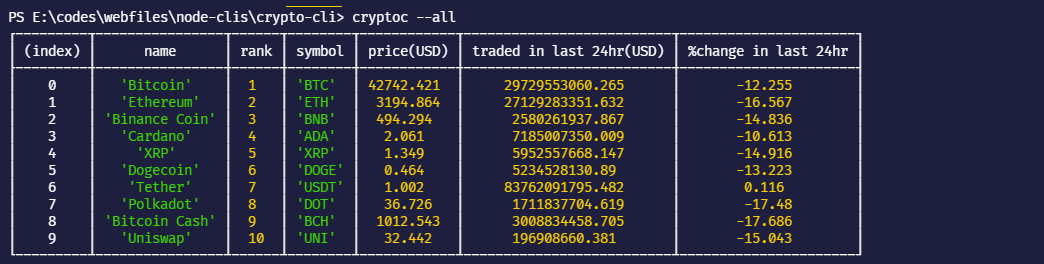 PS E:\codes\webfiles\node-clis\crypto-cli> cryptoc --all
(index) name rank symbol price(USD) traded in last 24hr(USD) %change in last 24hr
0 'Bitcoin' 1 'BTC' 42742.421 29729553060.265 -12.255
1 'Ethereum' 2 'ETH' 3194.864 27129283351.632 -16.567
2 'Binance Coin' 3 'BNB' 494.294 2580261937.867 -14.836
3 'Cardano' 4 'ADA' 2.061 7185007350.009 -10.613
4 'XRP' 5 'XRP' 1.349 5952557668.147 -14.916
5 'Dogecoin' 6 'DOGE' 0.464 5234528130.89 -13.223
6 'Tether' 7 'USDT' 1.002 83762091795.482 0.116
7 'Polkadot' 8 'DOT' 36.726 1711837704.619 -17.48
8 'Bitcoin Cash' 9 'BCH' 1012.543 3008834458.705 -17.686
9 'Uniswap' 10 'UNI' 32.442 196908660.381 -15.043